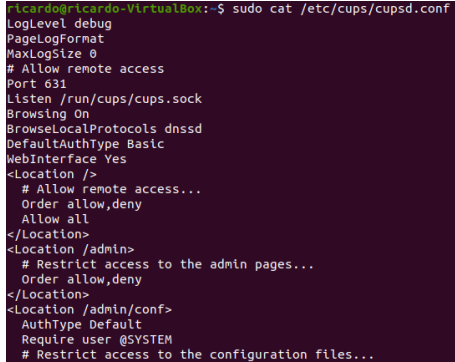 ricardo@ricardo-VirtualBox:~$ sudo cat /etc/cups/cupsd.conf
LogLevel debug
PageLogFormat
MaxLogSize 0
# Allow remote access
Port 631
Listen /run/cups/cups.sock
Browsing On
BrowseLocalProtocols dnssd
DefaultAuthType Basic
WebInterface Yes
<Location />
  # Allow remote access...
  Order allow,deny
  Allow all
</Location>
<Location /admin>
  # Restrict access to the admin pages...
  Order allow,deny
</Location>
<Location /admin/conf>
  AuthType Default
  Require user @SYSTEM
  # Restrict access to the configuration files...